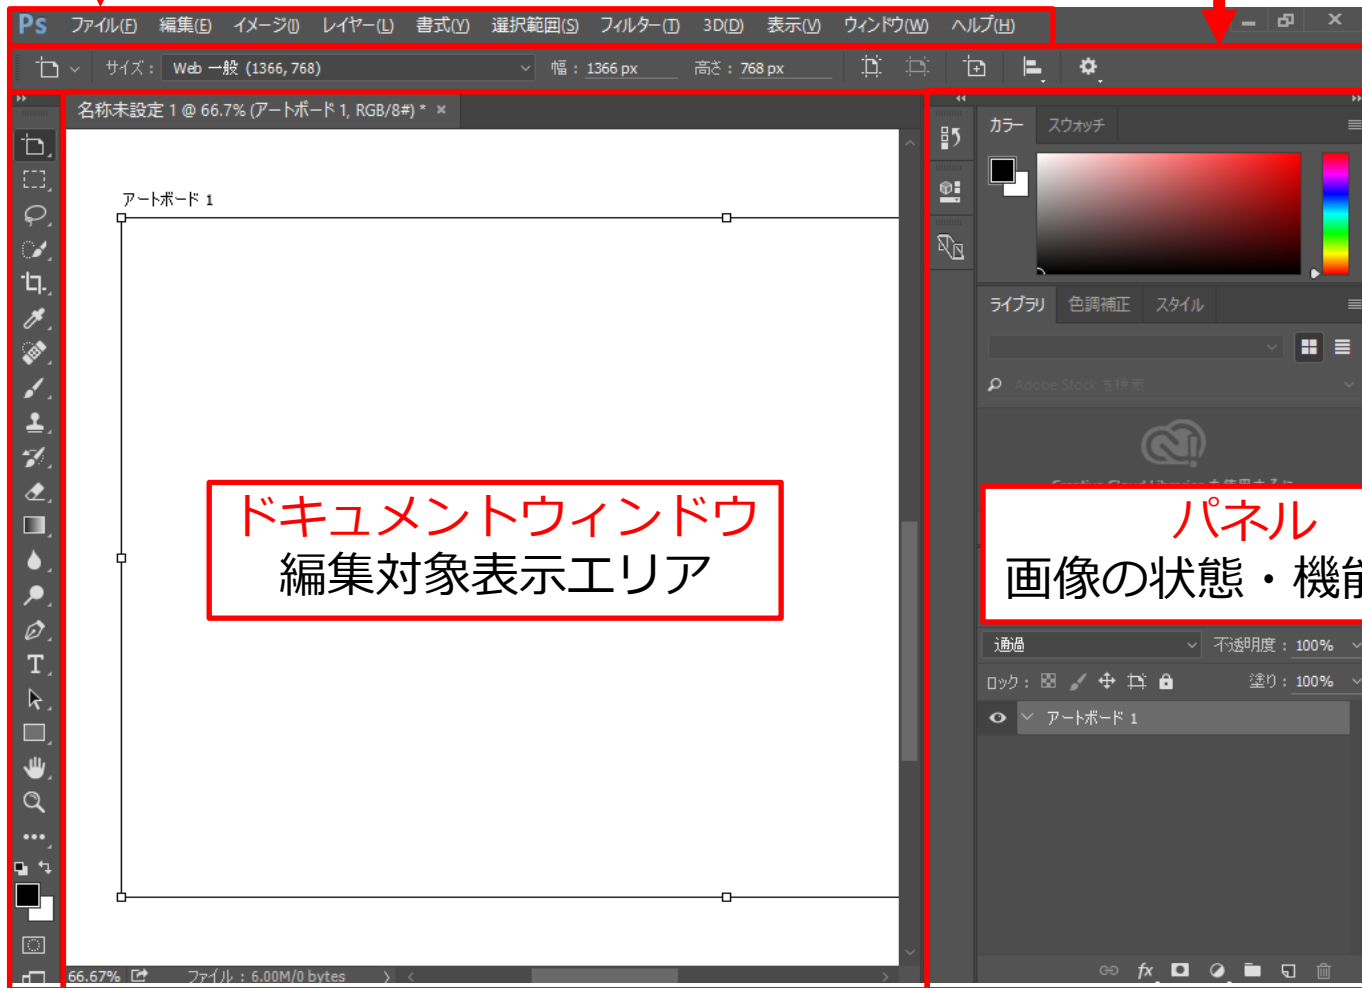 Ps ファイル(F) 編集(E) イメージ(I) レイヤー(L) 書式(Y) 選択範囲(S) フィルター(T) 3D(D) 表示(V) ウィンドウ(W) ヘルプ(H)
サイズ： Web 一般 (1366, 768) 幅：1366 px 高さ：768 px
名称未設定 1 @ 66.7% (アートボード 1, RGB/8#) * ×
カラー スウォッチ
アートボード 1
ライブラリ 色調補正 スタイル
Adobe Stock を検索
ドキュメントウィンドウ
編集対象表示エリア
パネル
画像の状態・機能
通過 不透明度：100%
ロック： 塗り：100%
アートボード 1
T
66.67% ファイル：6.00M/0 bytes
fx